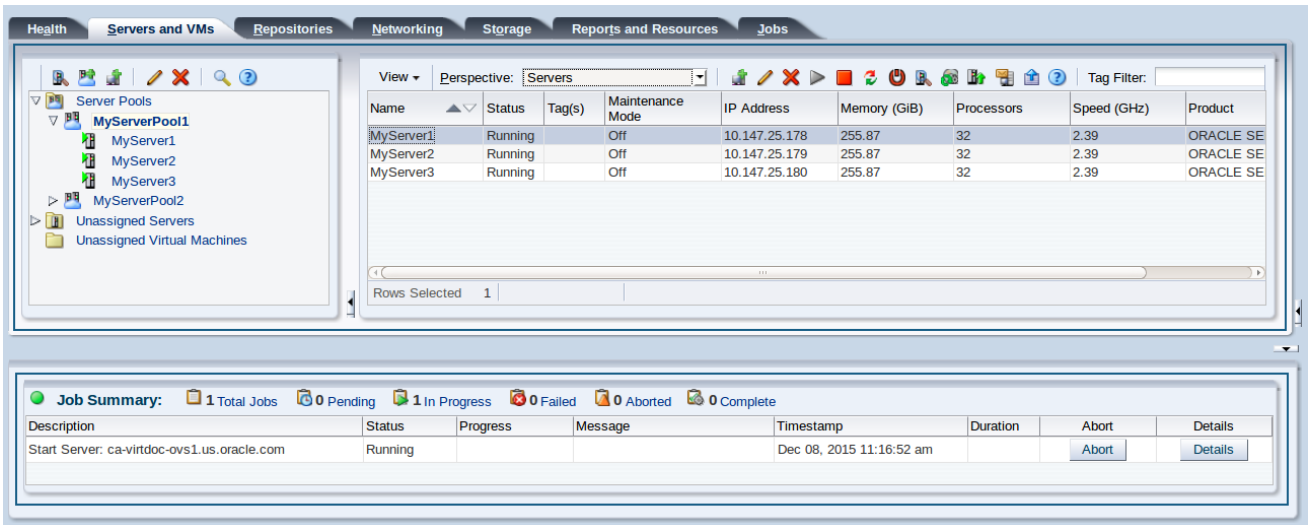 Health Servers and VMs Repositories Networking Storage Reports and Resources Jobs
View Perspective: Servers Tag Filter:
Server Pools
MyServerPool1
MyServer1
MyServer2
MyServer3
MyServerPool2
Unassigned Servers
Unassigned Virtual Machines
Name Status Tag(s) Maintenance Mode IP Address Memory (GiB) Processors Speed (GHz) Product
MyServer1 Running Off 10.147.25.178 255.87 32 2.39 ORACLE SE
MyServer2 Running Off 10.147.25.179 255.87 32 2.39 ORACLE SE
MyServer3 Running Off 10.147.25.180 255.87 32 2.39 ORACLE SE
Rows Selected 1
Job Summary: 1 Total Jobs 0 Pending 1 In Progress 0 Failed 0 Aborted 0 Complete
Description Status Progress Message Timestamp Duration Abort Details
Start Server: ca-virtdoc-ovs1.us.oracle.com Running Dec 08, 2015 11:16:52 am Abort Details